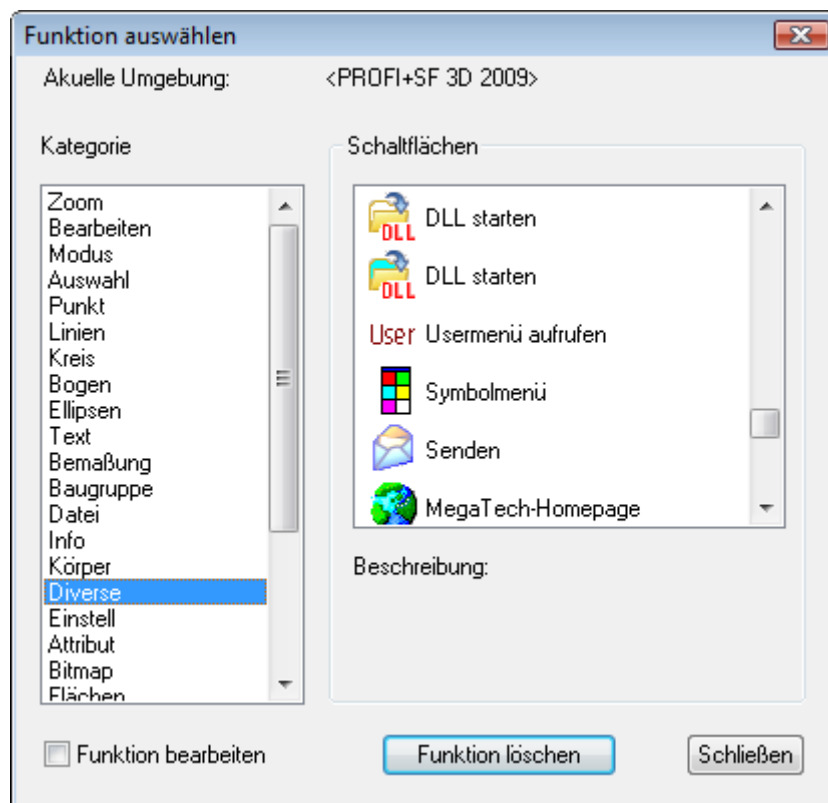 Funktion auswählen
Akuelle Umgebung: <PROFI+SF 3D 2009>
Kategorie
Zoom
Bearbeiten
Modus
Auswahl
Punkt
Linien
Kreis
Bogen
Ellipsen
Text
Bemaßung
Baugruppe
Datei
Info
Körper
Diverse
Einstell
Attribut
Bitmap
Flächen
Schaltflächen
DLL DLL starten
DLL DLL starten
User Usermenü aufrufen
Symbolmenü
Senden
MegaTech-Homepage
Beschreibung:
Funktion bearbeiten
Funktion löschen
Schließen